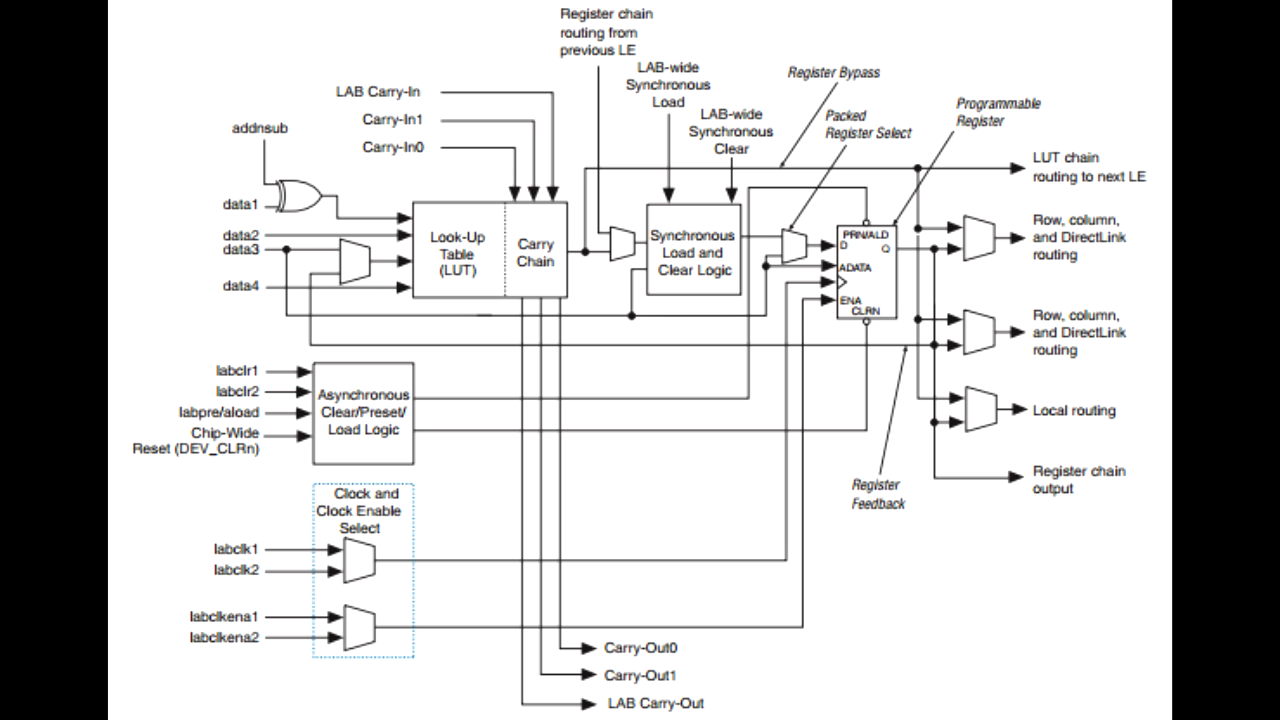 Register chain
routing from
previous LE
LAB-wide
Synchronous
Load
Register Bypass
LAB Carry-In
Carry-In1
Carry-In0
LAB-wide
Synchronous
Clear
Packed
Register Select
Programmable
Register
addnsub
data1
data2
data3
data4
Look-Up
Table
(LUT)
Carry
Chain
Synchronous
Load and
Clear Logic
PRN/ALD
D
Q
ADATA
ENA
CLRN
LUT chain
routing to next LE
Row, column,
and DirectLink
routing
Row, column,
and DirectLink
routing
Local routing
Register chain
output
Register
Feedback
labclr1
labclr2
labpre/aload
Chip-Wide
Reset (DEV_CLRn)
Asynchronous
Clear/Preset/
Load Logic
Clock and
Clock Enable
Select
labclk1
labclk2
labclkena1
labclkena2
Carry-Out0
Carry-Out1
LAB Carry-Out